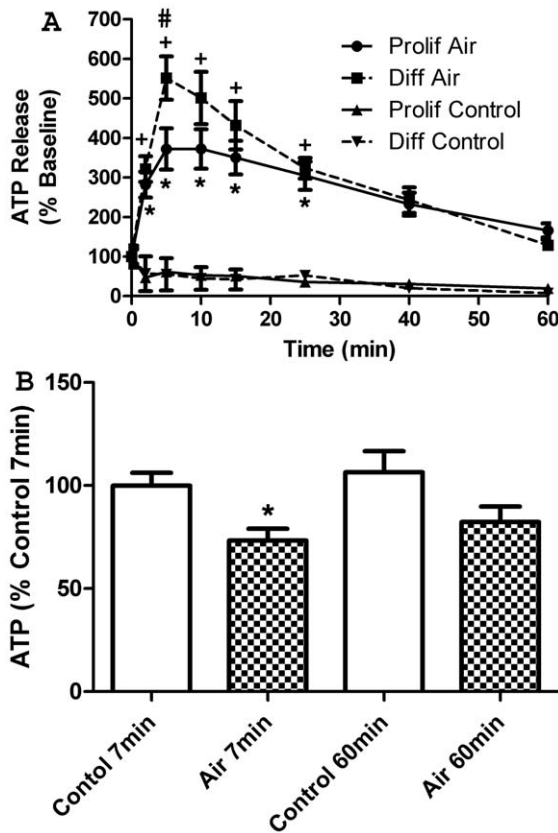 A
ATP Release
(% Baseline)
700
600
500
400
300
200
100
0
#
+
+
+
+
+
*
*
*
*
*
Prolif Air
Diff Air
Prolif Control
Diff Control
0
10
20
30
40
50
60
Time (min)
B
ATP (% Control 7min)
150
100
50
0
*
Contol 7min
Air 7min
Control 60min
Air 60min